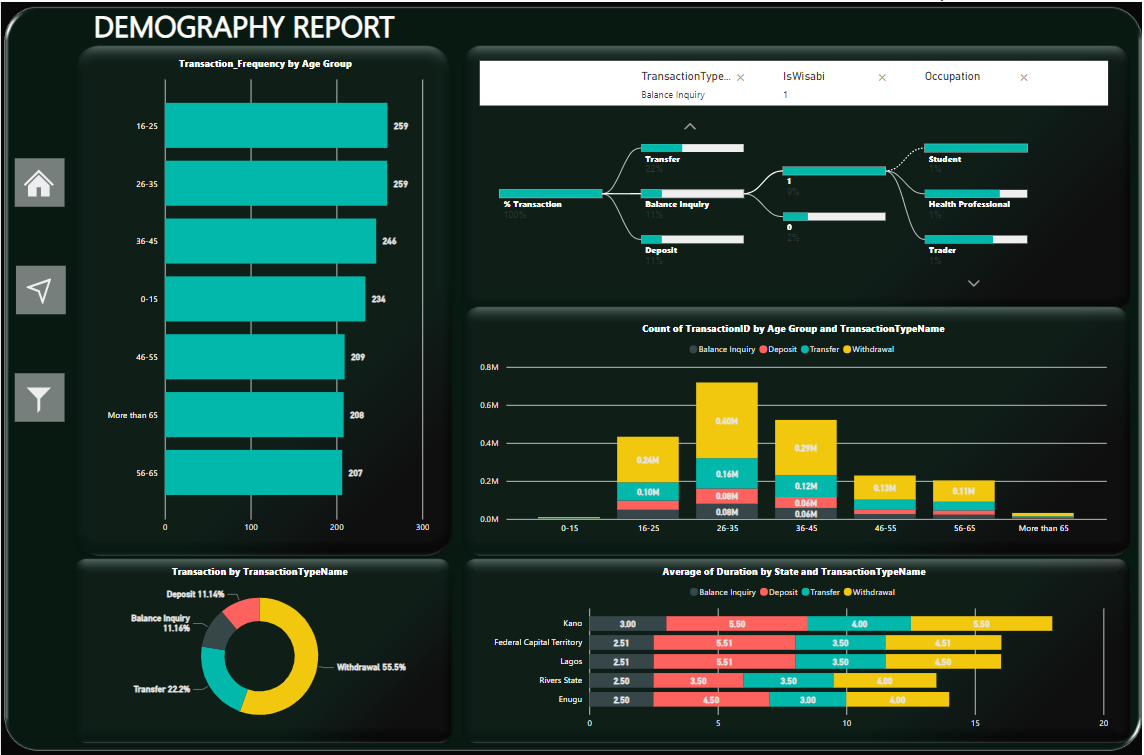 DEMOGRAPHY REPORT
Transaction_Frequency by Age Group
16-25
259
26-35
259
36-45
246
0-15
234
46-55
209
More than 65
208
56-65
207
0 100 200 300
TransactionType... × IsWisabi × Occupation ×
Balance Inquiry 1
% Transaction
100%
Transfer
22%
Balance Inquiry
11%
Deposit
11%
1
9%
0
2%
Student
1%
Health Professional
1%
Trader
1%
Count of TransactionID by Age Group and TransactionTypeName
Balance Inquiry Deposit Transfer Withdrawal
0.8M
0.6M
0.4M
0.2M
0.0M
0.24M
0.10M
0.40M
0.16M
0.08M
0.08M
0.29M
0.12M
0.06M
0.06M
0.13M
0.11M
0-15 16-25 26-35 36-45 46-55 56-65 More than 65
Transaction by TransactionTypeName
Deposit 11.14%
Balance Inquiry
11.16%
Transfer 22.2%
Withdrawal 55.5%
Average of Duration by State and TransactionTypeName
Balance Inquiry Deposit Transfer Withdrawal
Kano 3.00 5.50 4.00 5.50
Federal Capital Territory 2.51 5.51 3.50 4.51
Lagos 2.51 5.51 3.50 4.50
Rivers State 2.50 3.50 3.50 4.00
Enugu 2.50 4.50 3.00 4.00
0 5 10 15 20